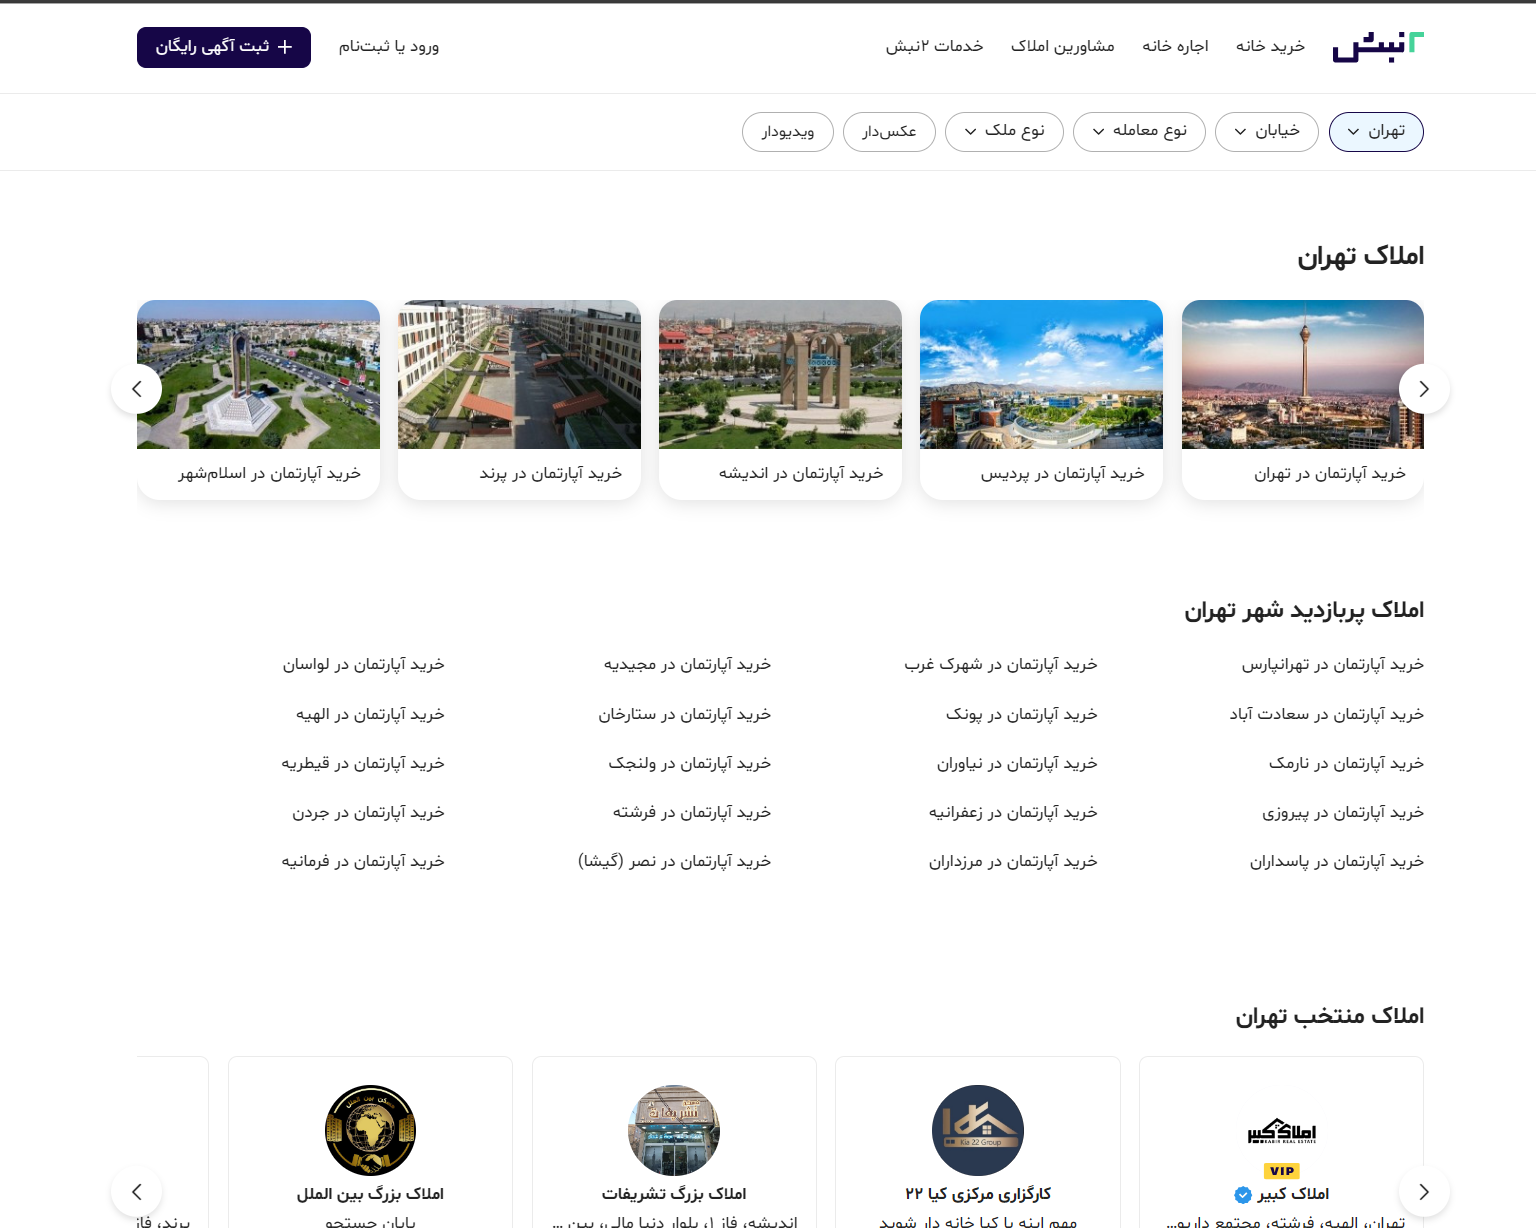 ۲نبش
خرید خانه
اجاره خانه
مشاورین املاک
خدمات ۲نبش
ورود یا ثبت‌نام
ثبت آگهی رایگان
تهران
خیابان
نوع معامله
نوع ملک
عکس‌دار
ویدیودار
املاک تهران
خرید آپارتمان در تهران
خرید آپارتمان در پردیس
خرید آپارتمان در اندیشه
خرید آپارتمان در پرند
خرید آپارتمان در اسلام‌شهر
املاک پربازدید شهر تهران
خرید آپارتمان در تهرانپارس
خرید آپارتمان در شهرک غرب
خرید آپارتمان در مجیدیه
خرید آپارتمان در لواسان
خرید آپارتمان در سعادت آباد
خرید آپارتمان در پونک
خرید آپارتمان در ستارخان
خرید آپارتمان در الهیه
خرید آپارتمان در نارمک
خرید آپارتمان در نیاوران
خرید آپارتمان در ولنجک
خرید آپارتمان در قیطریه
خرید آپارتمان در پیروزی
خرید آپارتمان در زعفرانیه
خرید آپارتمان در فرشته
خرید آپارتمان در جردن
خرید آپارتمان در پاسداران
خرید آپارتمان در مرزداران
خرید آپارتمان در نصر (گیشا)
خرید آپارتمان در فرمانیه
املاک منتخب تهران
املاک کبیر
KABIR REAL ESTATE
VIP
املاک کبیر
تهران، الهیه، فرشته، مجتمع داریو...
Kia 22 Group
کارگزاری مرکزی کیا ۲۲
مهم اینه با کیا خانه دار شوید
املاک بزرگ تشریفات
اندیشه، فاز ۱، بلوار دنیا مالی، بین ...
مسکن بین الملل
املاک بزرگ بین الملل
پایان جستجو
پرند، فاز